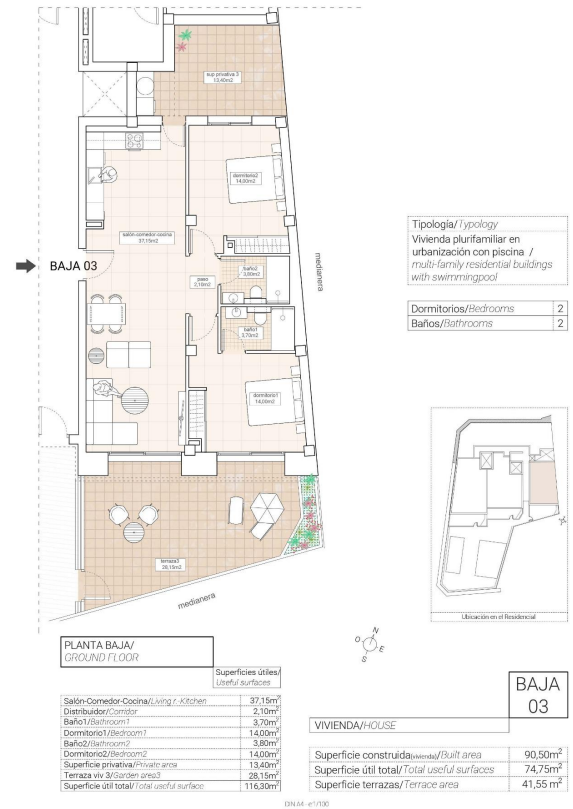 sup.privativa 3
13,40m2
dormitorio2
14,00m2
salón-comedor-cocina
37,15m2
medianera
BAJA 03
baño2
3,80m2
paso
2,10m2
baño1
3,70m2
dormitorio1
14,00m2
terraza3
28,15m2
medianera
Tipología/Typology
Vivienda plurifamiliar en
urbanización con piscina /
multi-family residential buildings
with swimmingpool
Dormitorios/Bedrooms 2
Baños/Bathrooms 2
Ubicación en el Residencial
N
O
E
S
PLANTA BAJA/
GROUND FLOOR
Superficies útiles/
Useful surfaces
Salón-Comedor-Cocina/Living r.-Kitchen 37,15m2
Distribuidor/Corridor 2,10m2
Baño1/Bathroom1 3,70m2
Dormitorio1/Bedroom1 14,00m2
Baño2/Bathroom2 3,80m2
Dormitorio2/Bedroom2 14,00m2
Superficie privativa/Private area 13,40m2
Terraza viv 3/Garden area3 28,15m2
Superficie útil total/Total useful surface 116,30m2
BAJA
03
VIVIENDA/HOUSE
Superficie construida(vivienda)/Built area 90,50m2
Superficie útil total/Total useful surfaces 74,75m2
Superficie terrazas/Terrace area 41,55 m2
DIN A4 - e1/100